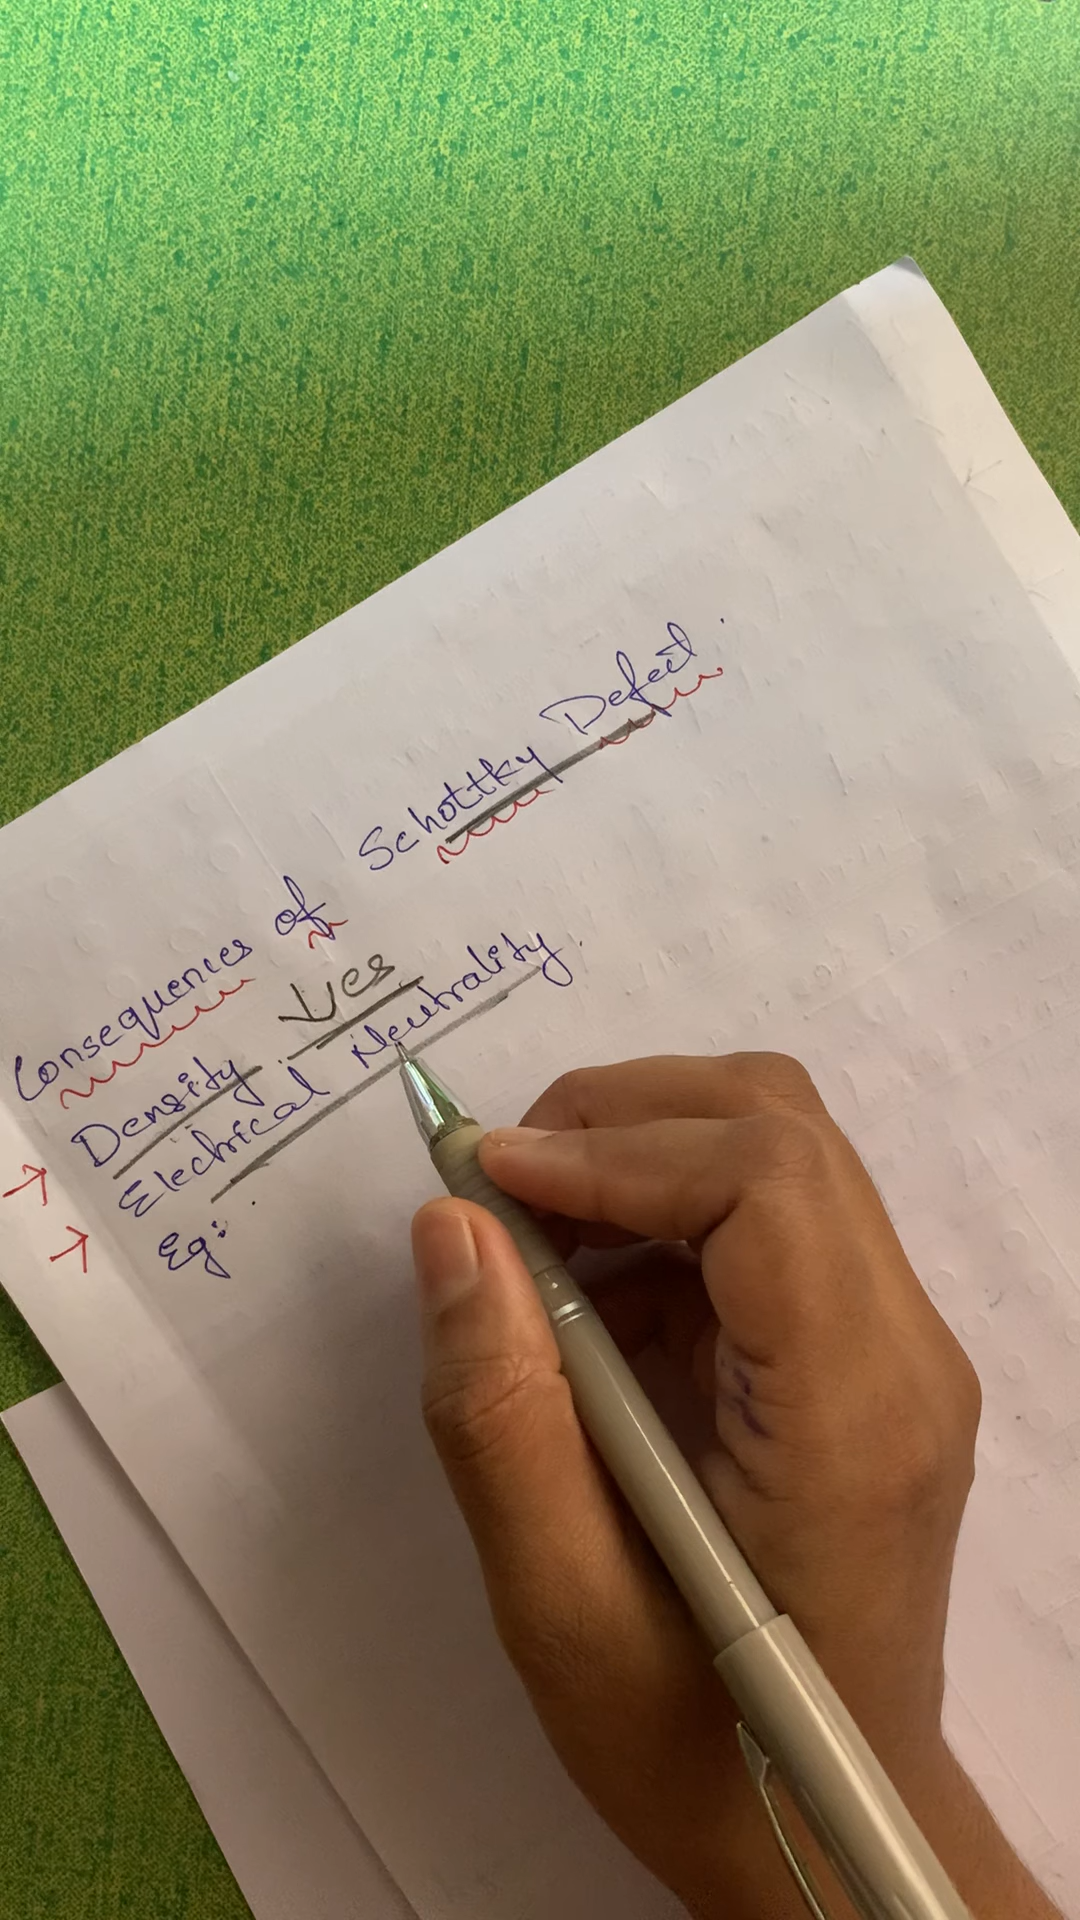 Consequences of Schottky Defect.
→ Density ↓es
→ Electrical Neutrality.
Eg: